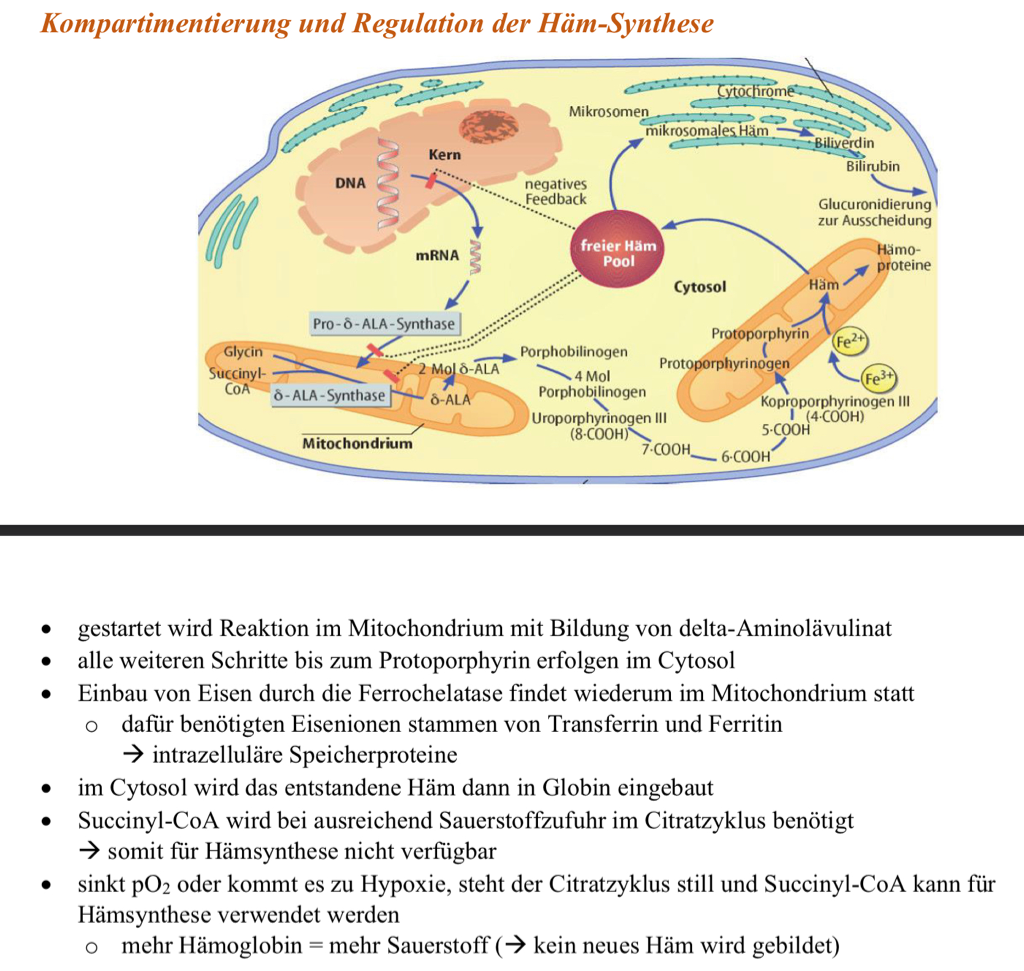 Kompartimentierung und Regulation der Häm-Synthese
Cytochrome
Mikrosomen
mikrosomales Häm
Biliverdin
Bilirubin
Glucuronidierung
zur Ausscheidung
Kern
DNA
negatives
Feedback
mRNA
freier Häm
Pool
Cytosol
Hämo-
proteine
Häm
Pro-δ-ALA-Synthase
Protoporphyrin
Fe2+
Glycin
Succinyl-
CoA
δ-ALA-Synthase
2 Mol δ-ALA
δ-ALA
Porphobilinogen
4 Mol
Porphobilinogen
Protoporphyrinogen
Fe3+
Uroporphyrinogen III
(8-COOH)
7-COOH
6-COOH
5-COOH
Koproporphyrinogen III
(4-COOH)
Mitochondrium
• gestartet wird Reaktion im Mitochondrium mit Bildung von delta-Aminolävulinat
• alle weiteren Schritte bis zum Protoporphyrin erfolgen im Cytosol
• Einbau von Eisen durch die Ferrochelatase findet wiederum im Mitochondrium statt
o dafür benötigten Eisenionen stammen von Transferrin und Ferritin
→ intrazelluläre Speicherproteine
• im Cytosol wird das entstandene Häm dann in Globin eingebaut
• Succinyl-CoA wird bei ausreichend Sauerstoffzufuhr im Citratzyklus benötigt
→ somit für Hämsynthese nicht verfügbar
• sinkt pO2 oder kommt es zu Hypoxie, steht der Citratzyklus still und Succinyl-CoA kann für
Hämsynthese verwendet werden
o mehr Hämoglobin = mehr Sauerstoff (→ kein neues Häm wird gebildet)